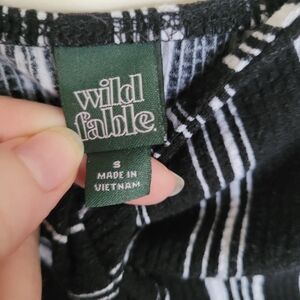 wild
fable.
S
MADE IN
VIETNAM